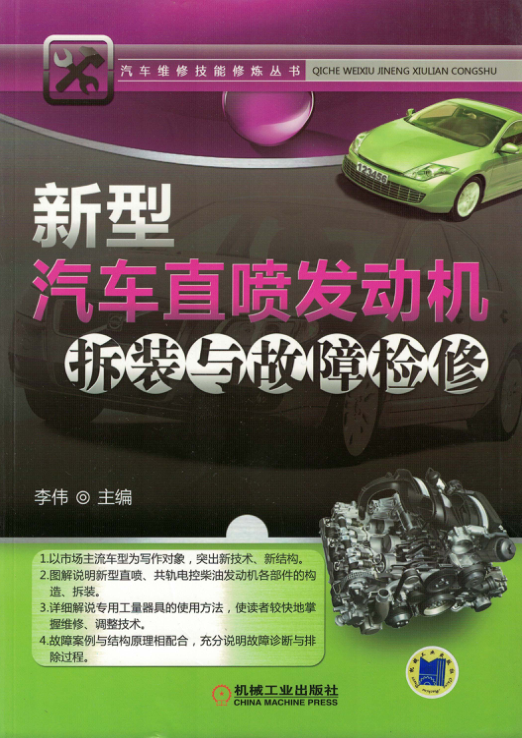 汽车维修技能修炼丛书 QICHE WEIXIU JINENG XIULIAN CONGSHU
123456
新型
汽车直喷发动机
拆装与故障检修
李伟 ◎ 主编
1.以市场主流车型为写作对象，突出新技术、新结构。
2.图解说明新型直喷、共轨电控柴油发动机各部件的构
造、拆装。
3.详细解说专用工量器具的使用方法，使读者较快地掌
握维修、调整技术。
4.故障案例与结构原理相配合，充分说明故障诊断与排
除过程。
机械工业出版社
CHINA MACHINE PRESS